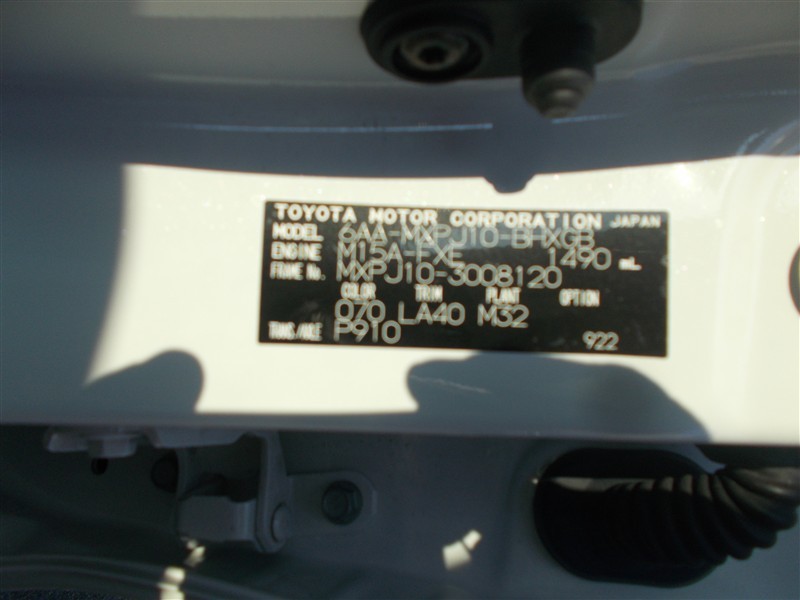 TOYOTA MOTOR CORPORATION JAPAN
MODEL 6AA-MXPJ10-BHXGB
ENGINE M15A-FXE 1490 mL
FRAME No. MXPJ10-3008120
COLOR TRIM PLANT OPTION
070 LA40 M32
TRANS/AXLE P910 922